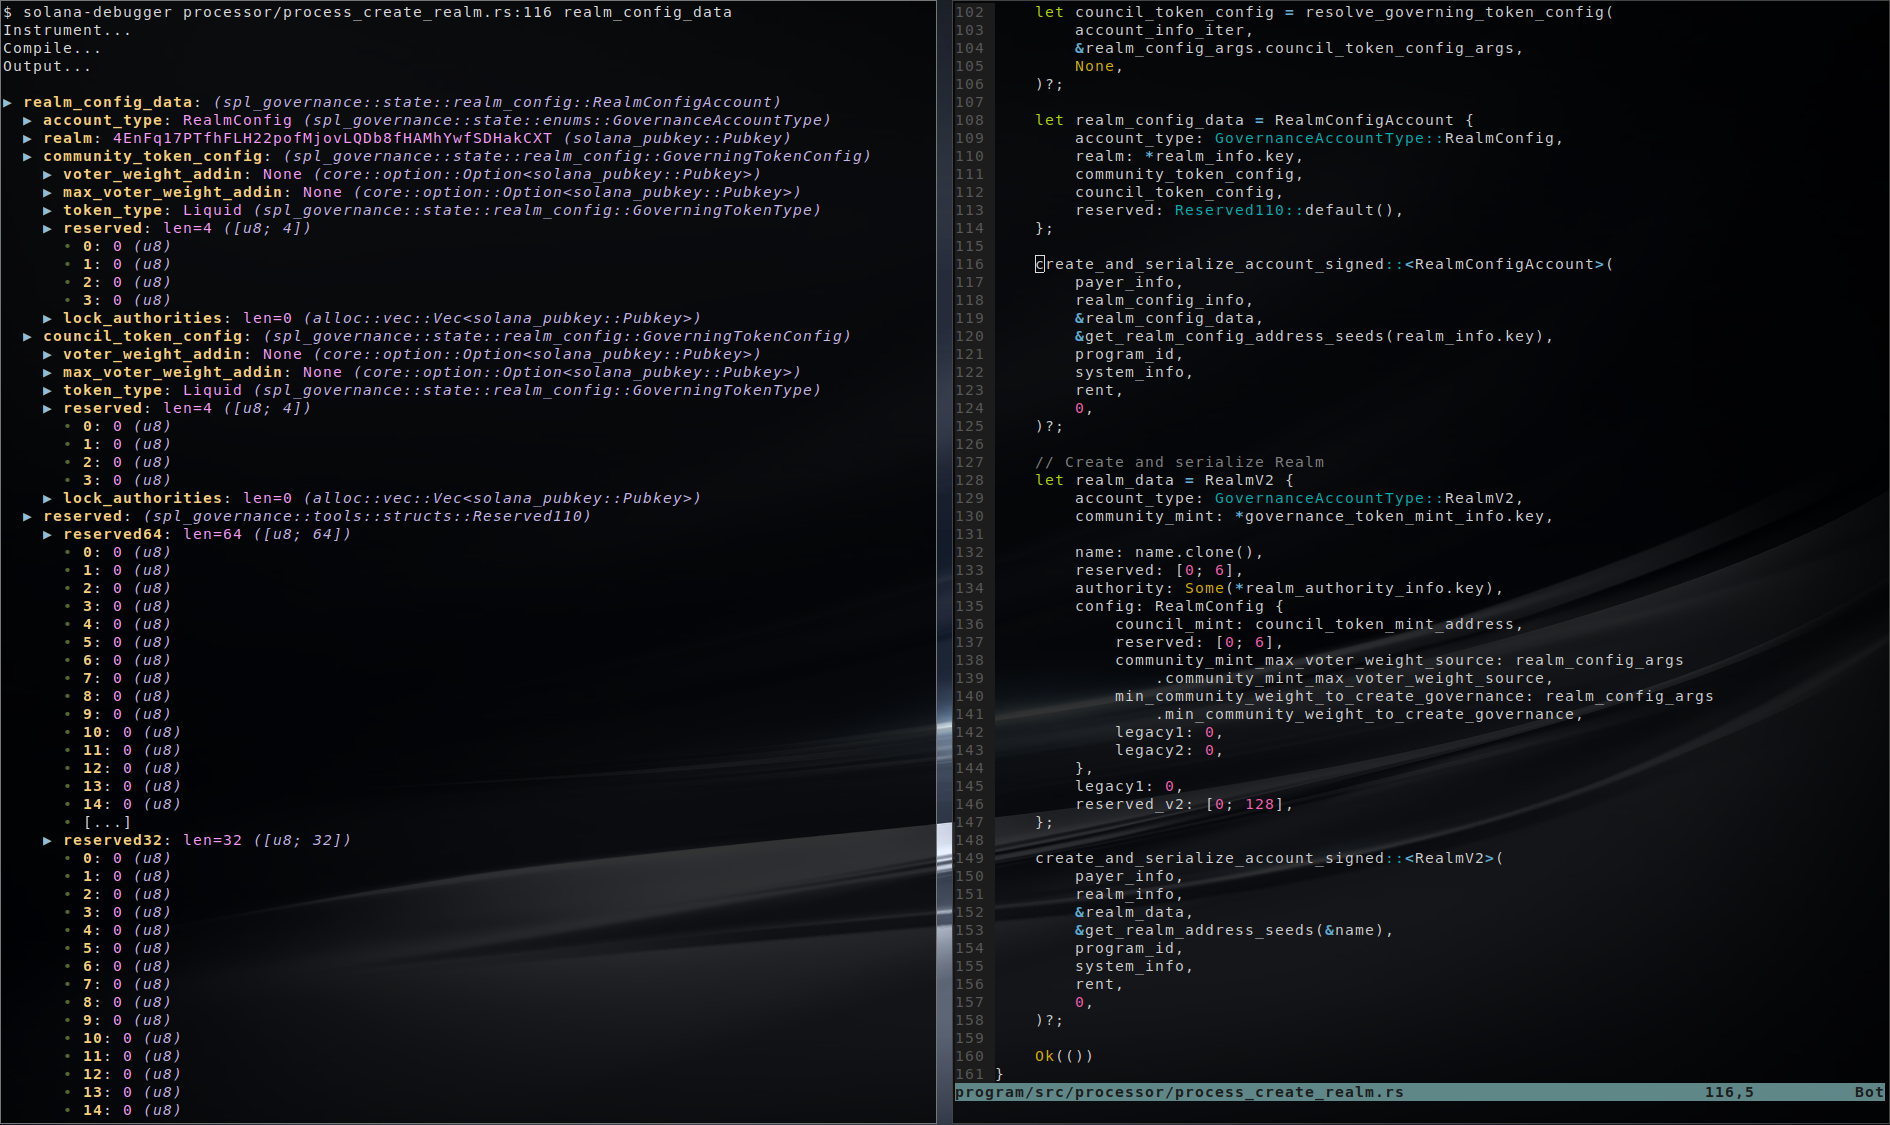 $ solana-debugger processor/process_create_realm.rs:116 realm_config_data
Instrument...
Compile...
Output...
▶ realm_config_data: (spl_governance::state::realm_config::RealmConfigAccount)
▶ account_type: RealmConfig (spl_governance::state::enums::GovernanceAccountType)
▶ realm: 4EnFq17PTfhFLH22pofMjovLQDb8fHAMhYwfSDHakCXT (solana_pubkey::Pubkey)
▶ community_token_config: (spl_governance::state::realm_config::GoverningTokenConfig)
▶ voter_weight_addin: None (core::option::Option<solana_pubkey::Pubkey>)
▶ max_voter_weight_addin: None (core::option::Option<solana_pubkey::Pubkey>)
▶ token_type: Liquid (spl_governance::state::realm_config::GoverningTokenType)
▶ reserved: len=4 ([u8; 4])
• 0: 0 (u8)
• 1: 0 (u8)
• 2: 0 (u8)
• 3: 0 (u8)
▶ lock_authorities: len=0 (alloc::vec::Vec<solana_pubkey::Pubkey>)
▶ council_token_config: (spl_governance::state::realm_config::GoverningTokenConfig)
▶ voter_weight_addin: None (core::option::Option<solana_pubkey::Pubkey>)
▶ max_voter_weight_addin: None (core::option::Option<solana_pubkey::Pubkey>)
▶ token_type: Liquid (spl_governance::state::realm_config::GoverningTokenType)
▶ reserved: len=4 ([u8; 4])
• 0: 0 (u8)
• 1: 0 (u8)
• 2: 0 (u8)
• 3: 0 (u8)
▶ lock_authorities: len=0 (alloc::vec::Vec<solana_pubkey::Pubkey>)
▶ reserved: (spl_governance::tools::structs::Reserved110)
▶ reserved64: len=64 ([u8; 64])
• 0: 0 (u8)
• 1: 0 (u8)
• 2: 0 (u8)
• 3: 0 (u8)
• 4: 0 (u8)
• 5: 0 (u8)
• 6: 0 (u8)
• 7: 0 (u8)
• 8: 0 (u8)
• 9: 0 (u8)
• 10: 0 (u8)
• 11: 0 (u8)
• 12: 0 (u8)
• 13: 0 (u8)
• 14: 0 (u8)
• [...]
▶ reserved32: len=32 ([u8; 32])
• 0: 0 (u8)
• 1: 0 (u8)
• 2: 0 (u8)
• 3: 0 (u8)
• 4: 0 (u8)
• 5: 0 (u8)
• 6: 0 (u8)
• 7: 0 (u8)
• 8: 0 (u8)
• 9: 0 (u8)
• 10: 0 (u8)
• 11: 0 (u8)
• 12: 0 (u8)
• 13: 0 (u8)
• 14: 0 (u8)
102     let council_token_config = resolve_governing_token_config(
103         account_info_iter,
104         &realm_config_args.council_token_config_args,
105         None,
106     )?;
107
108     let realm_config_data = RealmConfigAccount {
109         account_type: GovernanceAccountType::RealmConfig,
110         realm: *realm_info.key,
111         community_token_config,
112         council_token_config,
113         reserved: Reserved110::default(),
114     };
115
116     create_and_serialize_account_signed::<RealmConfigAccount>(
117         payer_info,
118         realm_config_info,
119         &realm_config_data,
120         &get_realm_config_address_seeds(realm_info.key),
121         program_id,
122         system_info,
123         rent,
124         0,
125     )?;
126
127     // Create and serialize Realm
128     let realm_data = RealmV2 {
129         account_type: GovernanceAccountType::RealmV2,
130         community_mint: *governance_token_mint_info.key,
131
132         name: name.clone(),
133         reserved: [0; 6],
134         authority: Some(*realm_authority_info.key),
135         config: RealmConfig {
136             council_mint: council_token_mint_address,
137             reserved: [0; 6],
138             community_mint_max_voter_weight_source: realm_config_args
139                 .community_mint_max_voter_weight_source,
140             min_community_weight_to_create_governance: realm_config_args
141                 .min_community_weight_to_create_governance,
142             legacy1: 0,
143             legacy2: 0,
144         },
145         legacy1: 0,
146         reserved_v2: [0; 128],
147     };
148
149     create_and_serialize_account_signed::<RealmV2>(
150         payer_info,
151         realm_info,
152         &realm_data,
153         &get_realm_address_seeds(&name),
154         program_id,
155         system_info,
156         rent,
157         0,
158     )?;
159
160     Ok(())
161 }
program/src/processor/process_create_realm.rs 116,5 Bot